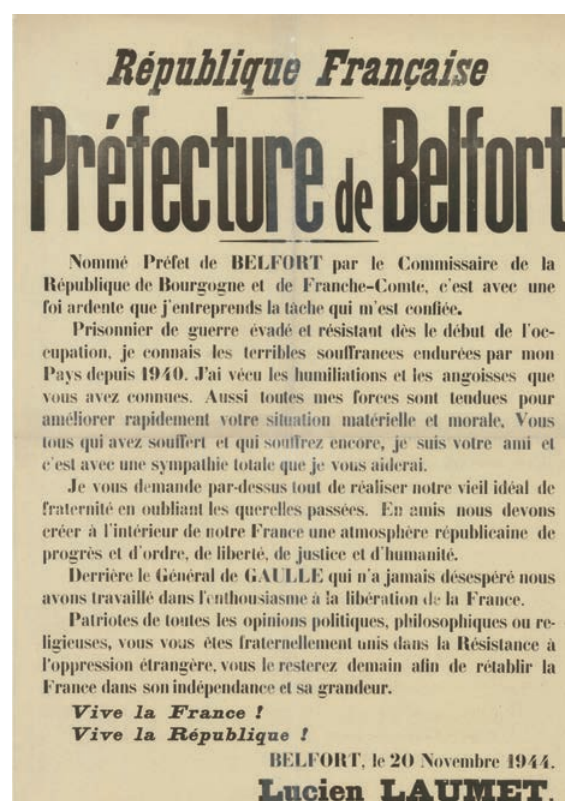 République Française
Préfecture de Belfort
Nommé Préfet de BELFORT par le Commissaire de la
République de Bourgogne et de Franche-Comte, c'est avec une
foi ardente que j'entreprends la tâche qui m'est confiée.
Prisonnier de guerre évadé et résistant dès le début de l'oc-
cupation, je connais les terribles souffrances endurées par mon
Pays depuis 1940. J'ai vécu les humiliations et les angoisses que
vous avez connues. Aussi toutes mes forces sont tendues pour
améliorer rapidement votre situation matérielle et morale. Vous
tous qui avez souffert et qui souffrez encore, je suis votre ami et
c'est avec une sympathie totale que je vous aiderai.
Je vous demande par-dessus tout de réaliser notre vieil idéal de
fraternité en oubliant les querelles passées. En amis nous devons
créer à l'intérieur de notre France une atmosphère républicaine de
progrès et d'ordre, de liberté, de justice et d'humanité.
Derrière le Général de GAULLE qui n'a jamais désespéré nous
avons travaillé dans l'enthousiasme à la libération de la France.
Patriotes de toutes les opinions politiques, philosophiques ou re-
ligieuses, vous vous êtes fraternellement unis dans la Résistance à
l'oppression étrangère, vous le resterez demain afin de rétablir la
France dans son indépendance et sa grandeur.
Vive la France !
Vive la République !
BELFORT, le 20 Novembre 1944.
Lucien LAUMET.